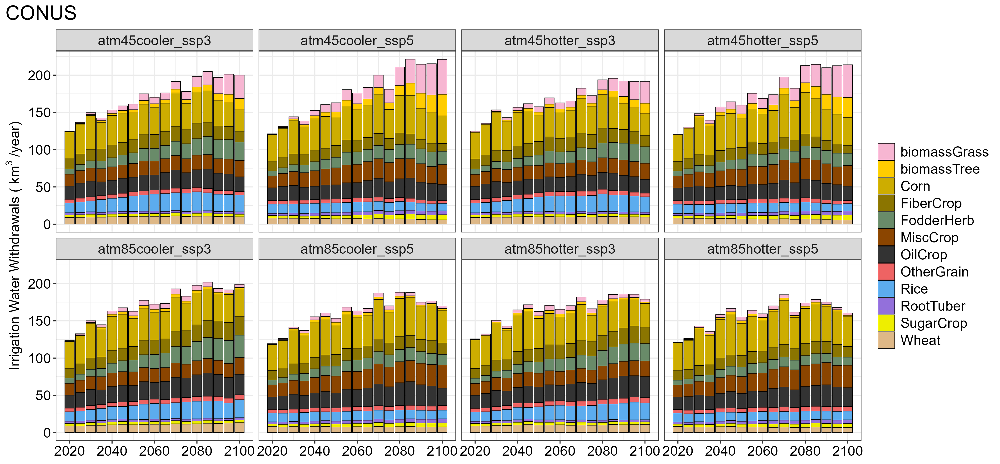 CONUS
atm45cooler_ssp3
atm45cooler_ssp5
atm45hotter_ssp3
atm45hotter_ssp5
200
150
100
50
0
Irrigation Water Withdrawals ( km³ /year)
atm85cooler_ssp3
atm85cooler_ssp5
atm85hotter_ssp3
atm85hotter_ssp5
200
150
100
50
0
2020 2040 2060 2080 2100
2020 2040 2060 2080 2100
2020 2040 2060 2080 2100
2020 2040 2060 2080 2100
biomassGrass
biomassTree
Corn
FiberCrop
FodderHerb
MiscCrop
OilCrop
OtherGrain
Rice
RootTuber
SugarCrop
Wheat